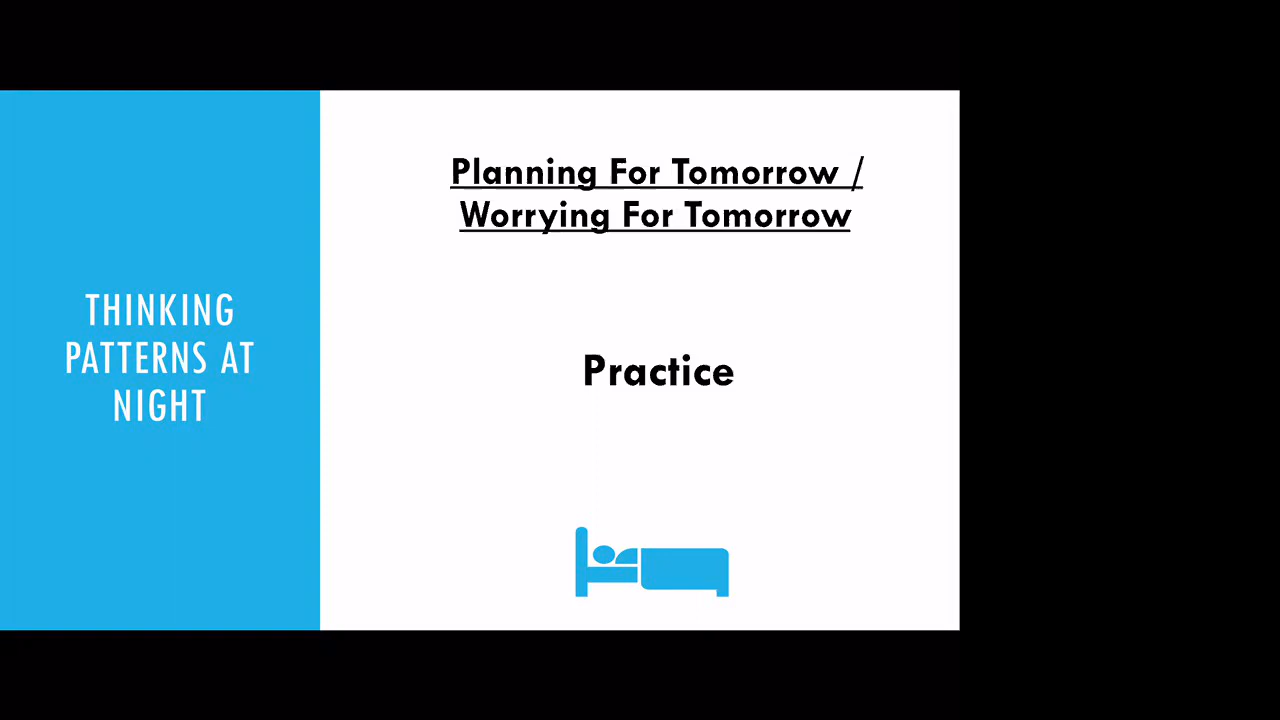 THINKING
PATTERNS AT
NIGHT
Planning For Tomorrow /
Worrying For Tomorrow
Practice